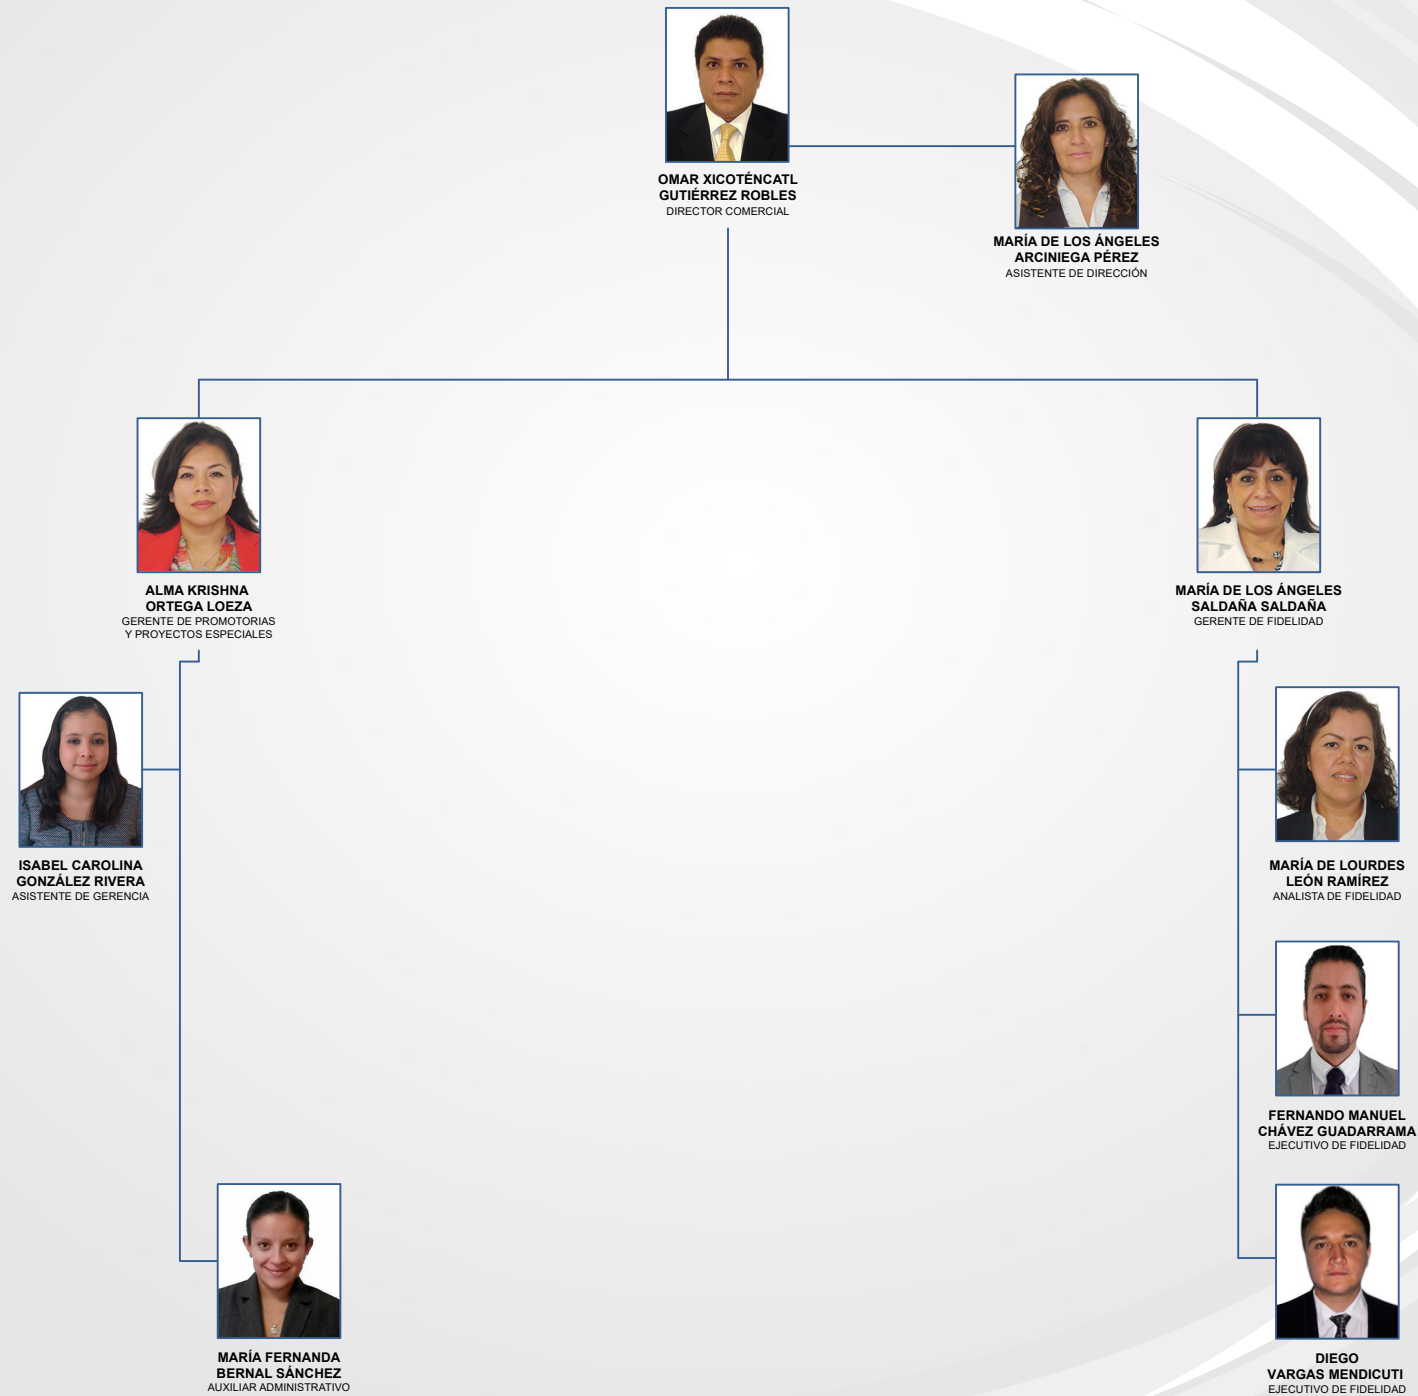 OMAR XICOTÉNCATL
GUTIÉRREZ ROBLES
DIRECTOR COMERCIAL
MARÍA DE LOS ÁNGELES
ARCINIEGA PÉREZ
ASISTENTE DE DIRECCIÓN
ALMA KRISHNA
ORTEGA LOEZA
GERENTE DE PROMOTORIAS
Y PROYECTOS ESPECIALES
MARÍA DE LOS ÁNGELES
SALDAÑA SALDAÑA
GERENTE DE FIDELIDAD
ISABEL CAROLINA
GONZÁLEZ RIVERA
ASISTENTE DE GERENCIA
MARÍA DE LOURDES
LEÓN RAMÍREZ
ANALISTA DE FIDELIDAD
FERNANDO MANUEL
CHÁVEZ GUADARRAMA
EJECUTIVO DE FIDELIDAD
MARÍA FERNANDA
BERNAL SÁNCHEZ
AUXILIAR ADMINISTRATIVO
DIEGO
VARGAS MENDICUTI
EJECUTIVO DE FIDELIDAD